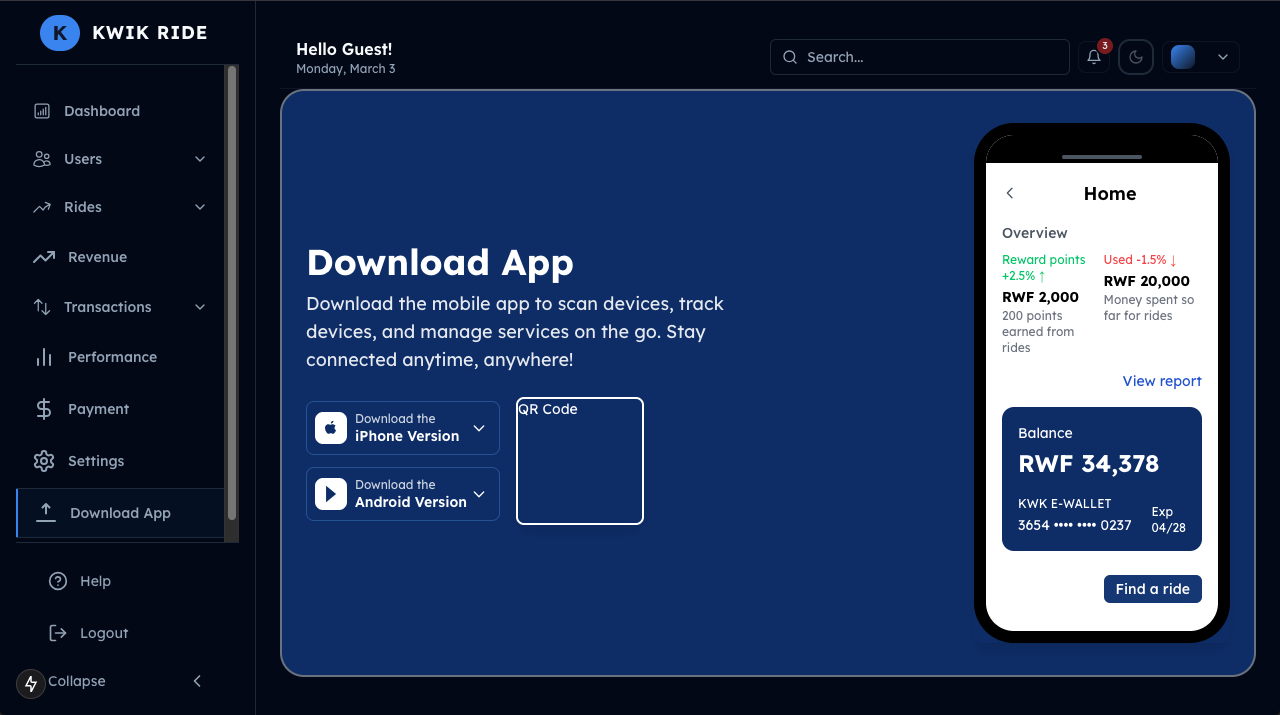 K KWIK RIDE
Dashboard
Users
Rides
Revenue
Transactions
Performance
Payment
Settings
Download App
Help
Logout
Collapse
Hello Guest!
Monday, March 3
Search...
3
Download App
Download the mobile app to scan devices, track
devices, and manage services on the go. Stay
connected anytime, anywhere!
Download the
iPhone Version
Download the
Android Version
QR Code
Home
Overview
Reward points
+2.5% ↑
RWF 2,000
200 points
earned from
rides
Used -1.5% ↓
RWF 20,000
Money spent so
far for rides
View report
Balance
RWF 34,378
KWK E-WALLET
3654 •••• •••• 0237
Exp
04/28
Find a ride